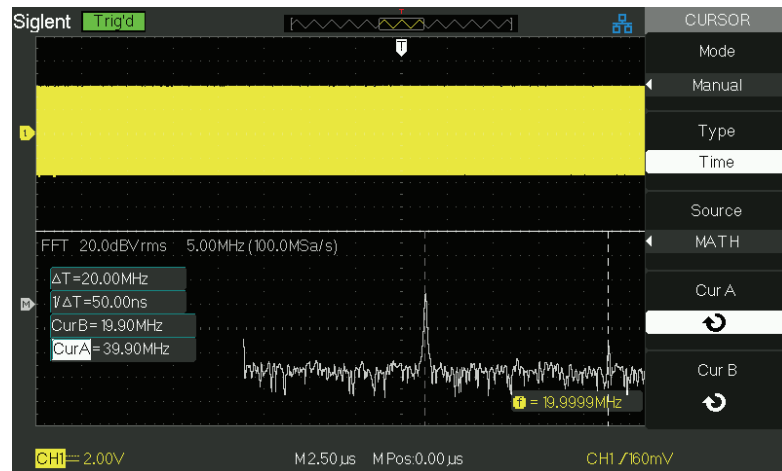 Siglent Trig'd T CURSOR
T
Mode
Manual
1
Type
Time
Source
FFT 20.0dBVrms 5.00MHz (100.0MSa/s)
MATH
ΔT=20.00MHz
1/ΔT=50.00ns
M
CurB=19.90MHz
CurA=39.90MHz
Cur A
Cur B
f = 19.9999MHz
CH1 2.00V M 2.50µs M Pos:0.00µs CH1 /160mV